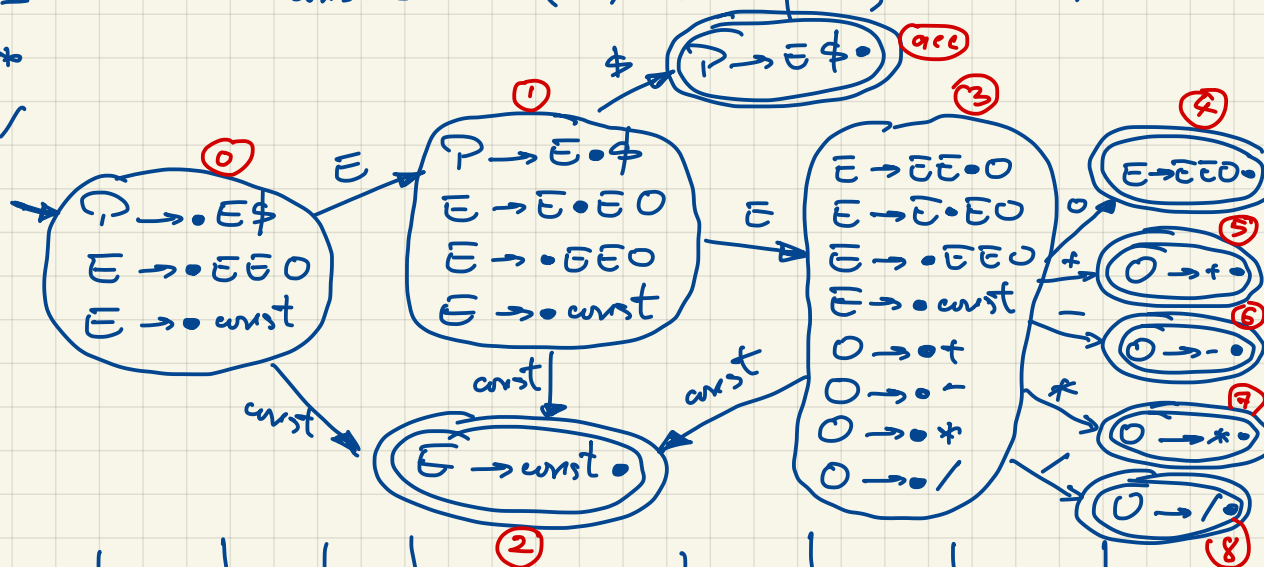 *
/
$
P → E $ •
acc
0
P → • E $
E → • E E O
E → • const
E
1
P → E • $
E → E • E O
E → • E E O
E → • const
E
const
const
const
E → const •
2
3
E → E E • O
E → E • E O
E → • E E O
E → • const
O → • +
O → • -
O → • *
O → • /
O
4
E → E E O •
+
5
O → + •
-
6
O → - •
*
7
O → * •
/
O → / •
8